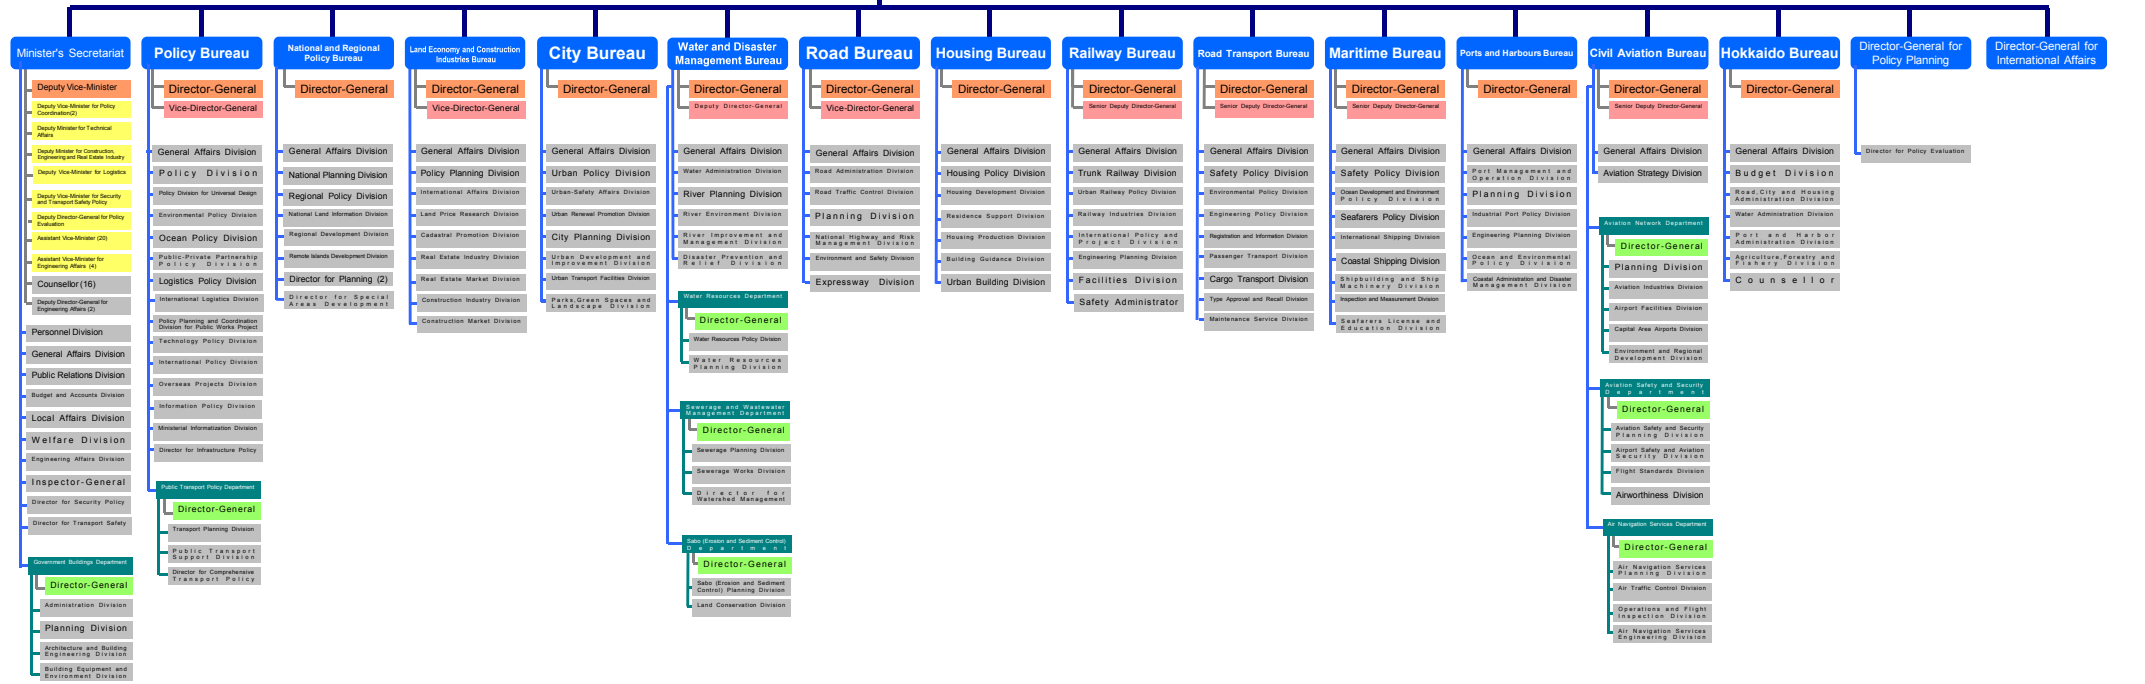 Minister's Secretariat
Deputy Vice-Minister
Deputy Vice-Minister for Policy
Coordination(2)
Deputy Minister for Technical
Affairs
Deputy Minister for Construction,
Engineering and Real Estate Industry
Deputy Vice-Minister for Logistics
Deputy Vice-Minister for Security
and Transport Safety Policy
Deputy Director-General for Policy
Evaluation
Assistant Vice-Minister (20)
Assistant Vice-Minister for
Engineering Affairs (4)
Counsellor (16)
Deputy Director-General for
Engineering Affairs (2)
Personnel Division
General Affairs Division
Public Relations Division
Budget and Accounts Division
Local Affairs Division
Welfare Division
Engineering Affairs Division
Inspector-General
Director for Security Policy
Director for Transport Safety
Government Buildings Department
Director-General
Administration Division
Planning Division
Architecture and Building
Engineering Division
Building Equipment and
Environment Division
Policy Bureau
Director-General
Vice-Director-General
General Affairs Division
Policy Division
Policy Division for Universal Design
Environmental Policy Division
Ocean Policy Division
Public-Private Partnership
Policy Division
Logistics Policy Division
International Logistics Division
Policy Planning and Coordination
Division for Public Works Project
Technology Policy Division
International Policy Division
Overseas Projects Division
Information Policy Division
Ministerial Informatization Division
Director for Infrastructure Policy
Public Transport Policy Department
Director-General
Transport Planning Division
Public Transport
Support Division
Director for Comprehensive
Transport Policy
National and Regional
Policy Bureau
Director-General
General Affairs Division
National Planning Division
Regional Policy Division
National Land Information Division
Regional Development Division
Remote Islands Development Division
Director for Planning (2)
Director for Special
Areas Development
Land Economy and Construction
Industries Bureau
Director-General
Vice-Director-General
General Affairs Division
Policy Planning Division
International Affairs Division
Land Price Research Division
Cadastral Promotion Division
Real Estate Industry Division
Real Estate Market Division
Construction Industry Division
Construction Market Division
City Bureau
Director-General
General Affairs Division
Urban Policy Division
Urban-Safety Affairs Division
Urban Renewal Promotion Division
City Planning Division
Urban Development and
Improvement Division
Urban Transport Facilities Division
Parks,Green Spaces and
Landscape Division
Water and Disaster
Management Bureau
Director-General
Deputy Director-General
General Affairs Division
Water Administration Division
River Planning Division
River Environment Division
River Improvement and
Management Division
Disaster Prevention and
Relief Division
Water Resources Department
Director-General
Water Resources Policy Division
Water Resources
Planning Division
Sewerage and Wastewater
Management Department
Director-General
Sewerage Planning Division
Sewerage Works Division
Director for
Watershed Management
Sabo (Erosion and Sediment Control)
Department
Director-General
Sabo (Erosion and Sediment
Control) Planning Division
Land Conservation Division
Road Bureau
Director-General
Vice-Director-General
General Affairs Division
Road Administration Division
Road Traffic Control Division
Planning Division
National Highway and Risk
Management Division
Environment and Safety Division
Expressway Division
Housing Bureau
Director-General
General Affairs Division
Housing Policy Division
Housing Development Division
Residence Support Division
Housing Production Division
Building Guidance Division
Urban Building Division
Railway Bureau
Director-General
Senior Deputy Director-General
General Affairs Division
Trunk Railway Division
Urban Railway Policy Division
Railway Industries Division
International Policy and
Project Division
Engineering Planning Division
Facilities Division
Safety Administrator
Road Transport Bureau
Director-General
Senior Deputy Director-General
General Affairs Division
Safety Policy Division
Environmental Policy Division
Engineering Policy Division
Registration and Information Division
Passenger Transport Division
Cargo Transport Division
Type Approval and Recall Division
Maintenance Service Division
Maritime Bureau
Director-General
Senior Deputy Director-General
General Affairs Division
Safety Policy Division
Ocean Development and Environment
Policy Division
Seafarers Policy Division
International Shipping Division
Coastal Shipping Division
Shipbuilding and Ship
Machinery Division
Inspection and Measurement Division
Seafarers License and
Education Division
Ports and Harbours Bureau
Director-General
General Affairs Division
Port Management and
Operation Division
Planning Division
Industrial Port Policy Division
Engineering Planning Division
Ocean and Environmental
Policy Division
Coastal Administration and Disaster
Management Division
Civil Aviation Bureau
Director-General
Senior Deputy Director-General
General Affairs Division
Aviation Strategy Division
Aviation Network Department
Director-General
Planning Division
Aviation Industries Division
Airport Facilities Division
Capital Area Airports Division
Environment and Regional
Development Division
Aviation Safety and Security
Department
Director-General
Aviation Safety and Security
Planning Division
Airport Safety and Aviation
Security Division
Flight Standards Division
Airworthiness Division
Air Navigation Services Department
Director-General
Air Navigation Services
Planning Division
Air Traffic Control Division
Operations and Flight
Inspection Division
Air Navigation Services
Engineering Division
Hokkaido Bureau
Director-General
General Affairs Division
Budget Division
Road,City and Housing
Administration Division
Water Administration Division
Port and Harbor
Administration Division
Agriculture,Forestry and
Fishery Division
Counsellor
Director-General for
Policy Planning
Director for Policy Evaluation
Director-General for
International Affairs